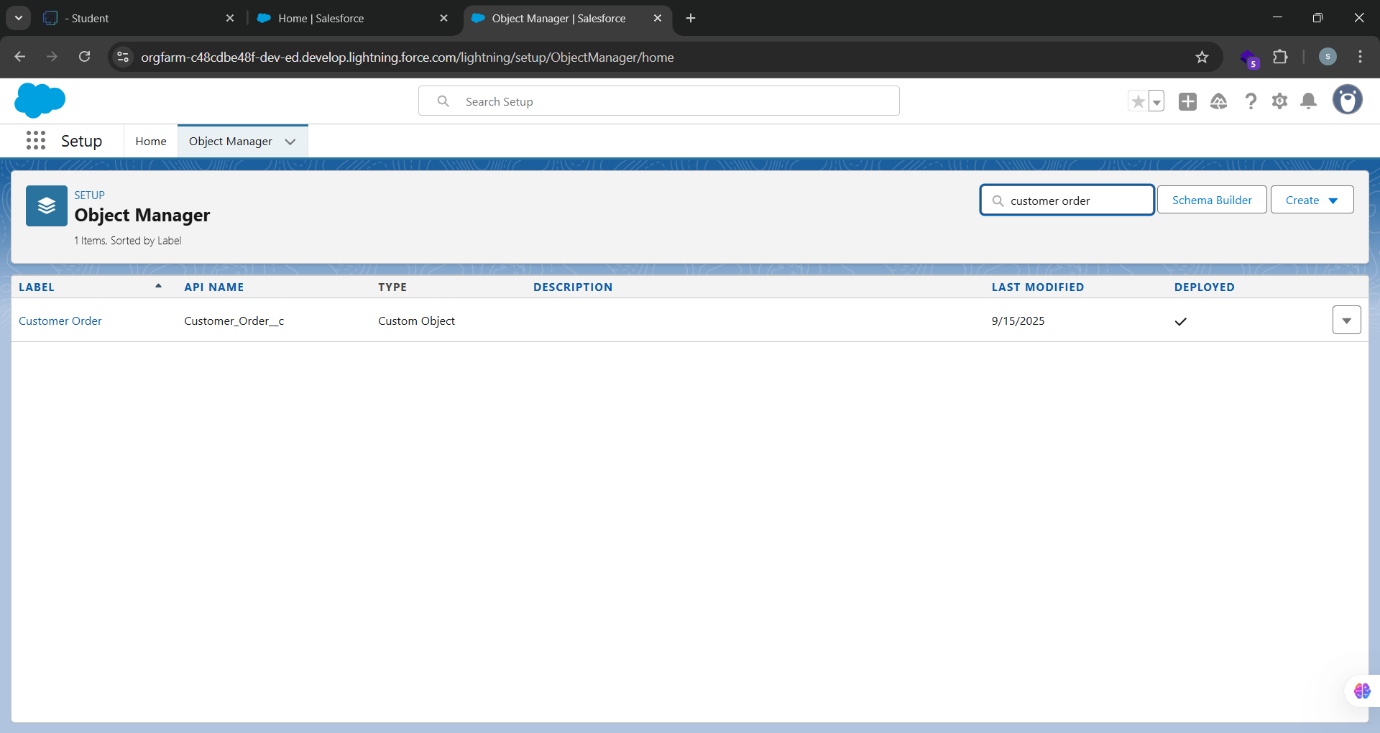 - Student
Home | Salesforce
Object Manager | Salesforce
orgfarm-c48cdbe48f-dev-ed.develop.lightning.force.com/lightning/setup/ObjectManager/home
5
S
Search Setup
Setup
Home
Object Manager
SETUP
Object Manager
1 Items, Sorted by Label
customer order
Schema Builder
Create
LABEL API NAME TYPE DESCRIPTION LAST MODIFIED DEPLOYED
Customer Order Customer_Order__c Custom Object 9/15/2025